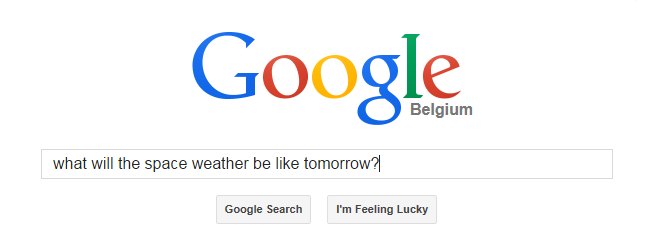 Google
Belgium
what will the space weather be like tomorrow?
Google Search I'm Feeling Lucky